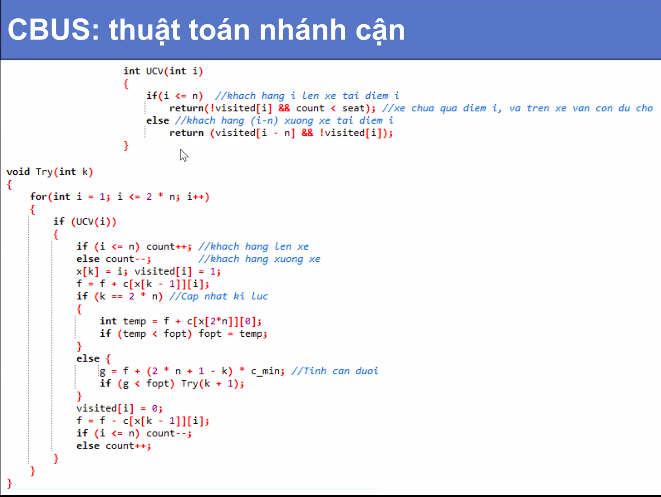 CBUS: thuật toán nhánh cận
int UCV(int i)
{
if(i <= n) //khach hang i len xe tai diem i
return(!visited[i] && count < seat); //xe chua qua diem i, va tren xe van con du cho
else //khach hang (i-n) xuong xe tai diem i
return (visited[i - n] && !visited[i]);
}
void Try(int k)
{
for(int i = 1; i <= 2 * n; i++)
{
if (UCV(i))
{
if (i <= n) count++; //khach hang len xe
else count--; //khach hang xuong xe
x[k] = i; visited[i] = 1;
f = f + c[x[k - 1]][i];
if (k == 2 * n) //Cap nhat ki luc
{
int temp = f + c[x[2*n]][0];
if (temp < fopt) fopt = temp;
}
else {
g = f + (2 * n + 1 - k) * c_min; //Tinh can duoi
if (g < fopt) Try(k + 1);
}
visited[i] = 0;
f = f - c[x[k - 1]][i];
if (i <= n) count--;
else count++;
}
}
}